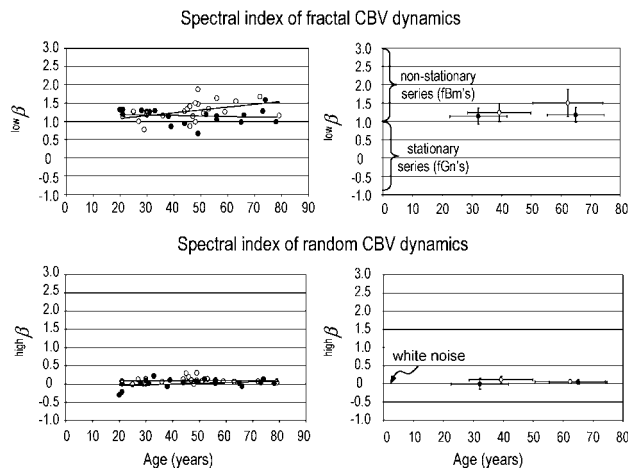 Spectral index of fractal CBV dynamics
low β
3.0
2.5
2.0
1.5
1.0
0.5
0
-0.5
-1.0
0 10 20 30 40 50 60 70 80 90
low β
3.0
2.5
2.0
1.5
1.0
0.5
0
-0.5
-1.0
non-stationary
series (fBm's)
stationary
series (fGn's)
0 10 20 30 40 50 60 70 80
Spectral index of random CBV dynamics
high β
3.0
2.5
2.0
1.5
1.0
0.5
0
-0.5
-1.0
0 10 20 30 40 50 60 70 80 90
Age (years)
high β
3.0
2.5
2.0
1.5
1.0
0.5
0
-0.5
-1.0
white noise
0 10 20 30 40 50 60 70 80
Age (years)